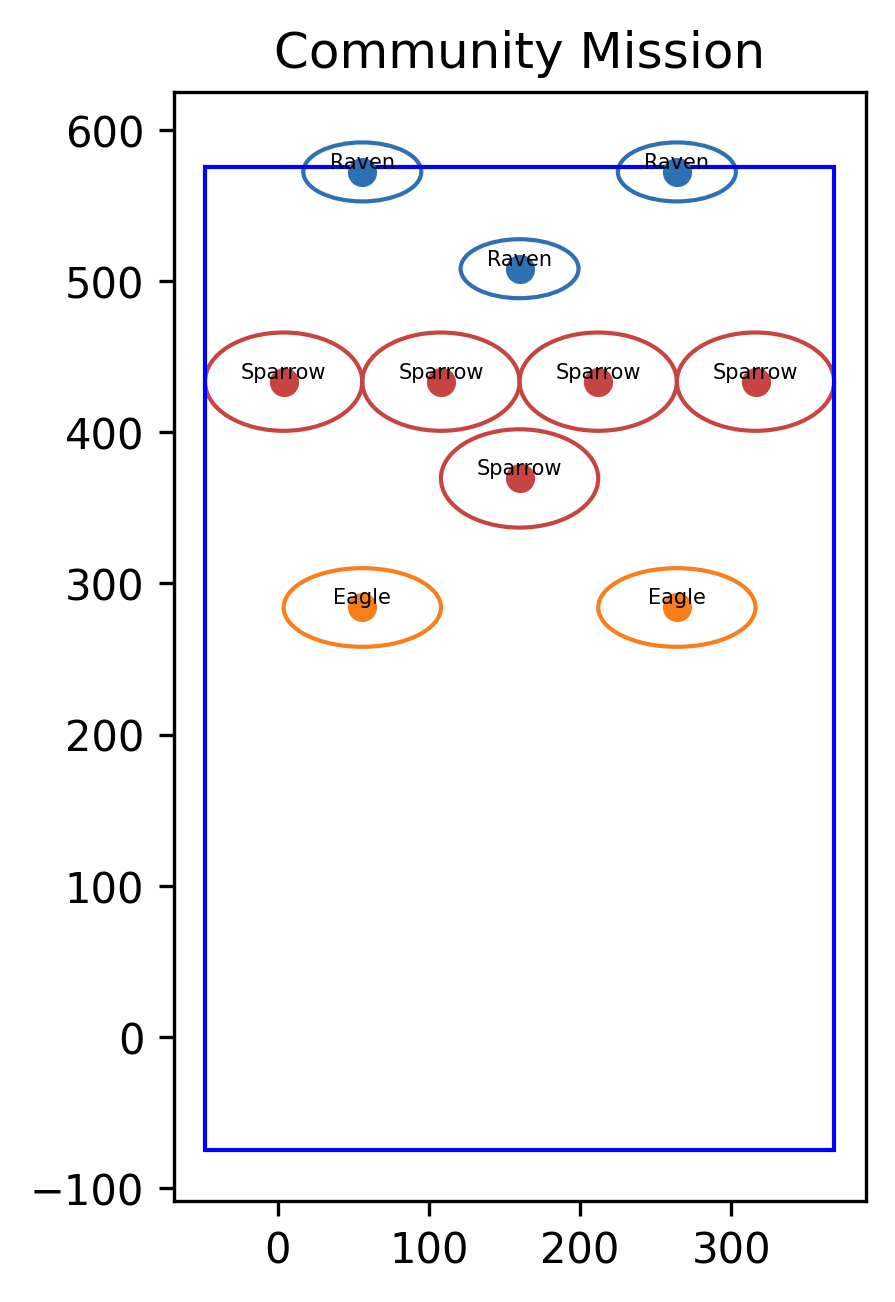 Community Mission
600
Raven Raven
500
Raven
Sparrow Sparrow Sparrow Sparrow
400
Sparrow
300
Eagle Eagle
200
100
0
−100
0 100 200 300